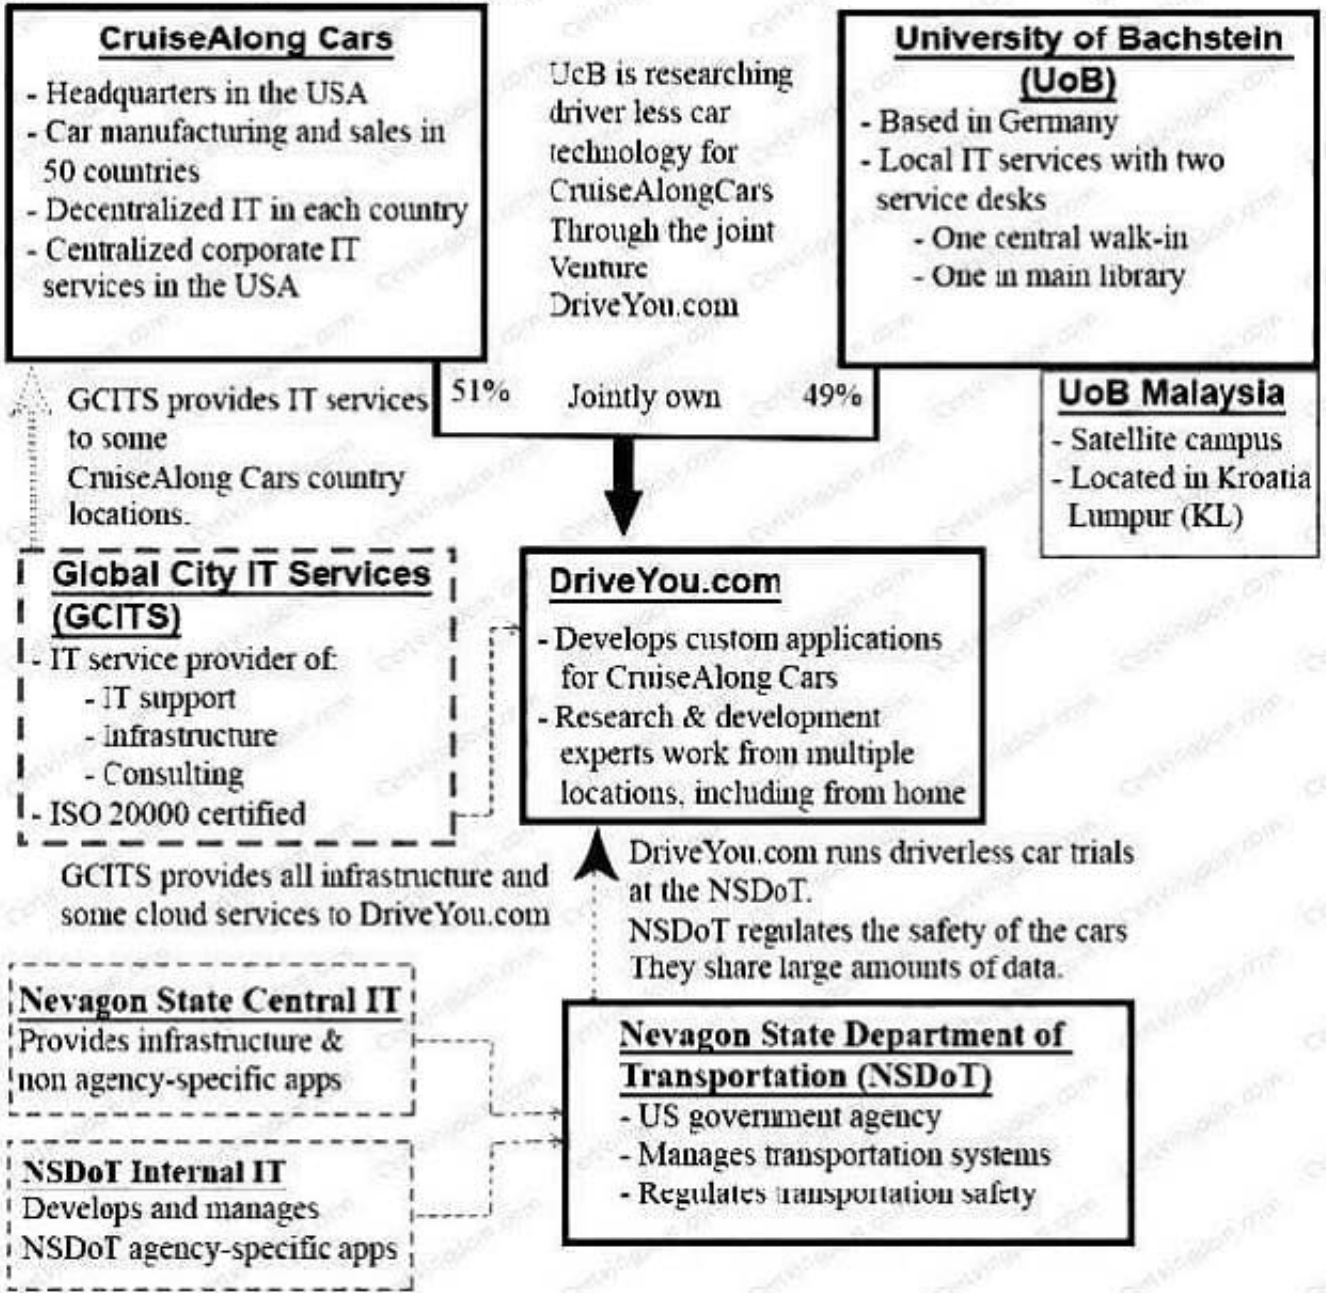 CruiseAlong Cars
- Headquarters in the USA
- Car manufacturing and sales in
50 countries
- Decentralized IT in each country
- Centralized corporate IT
services in the USA
UcB is researching
driver less car
technology for
CruiseAlongCars
Through the joint
Venture
DriveYou.com
University of Bachstein
(UoB)
- Based in Germany
- Local IT services with two
service desks
- One central walk-in
- One in main library
51% Jointly own 49%
UoB Malaysia
- Satellite campus
- Located in Kroatia
Lumpur (KL)
GCITS provides IT services
to some
CruiseAlong Cars country
locations.
Global City IT Services
(GCITS)
- IT service provider of:
- IT support
- Infrastructure
- Consulting
- ISO 20000 certified
DriveYou.com
- Develops custom applications
for CruiseAlong Cars
- Research & development
experts work from multiple
locations, including from home
GCITS provides all infrastructure and
some cloud services to DriveYou.com
DriveYou.com runs driverless car trials
at the NSDoT.
NSDoT regulates the safety of the cars
They share large amounts of data.
Nevagon State Central IT
Provides infrastructure &
non agency-specific apps
NSDoT Internal IT
Develops and manages
NSDoT agency-specific apps
Nevagon State Department of
Transportation (NSDoT)
- US government agency
- Manages transportation systems
- Regulates transportation safety